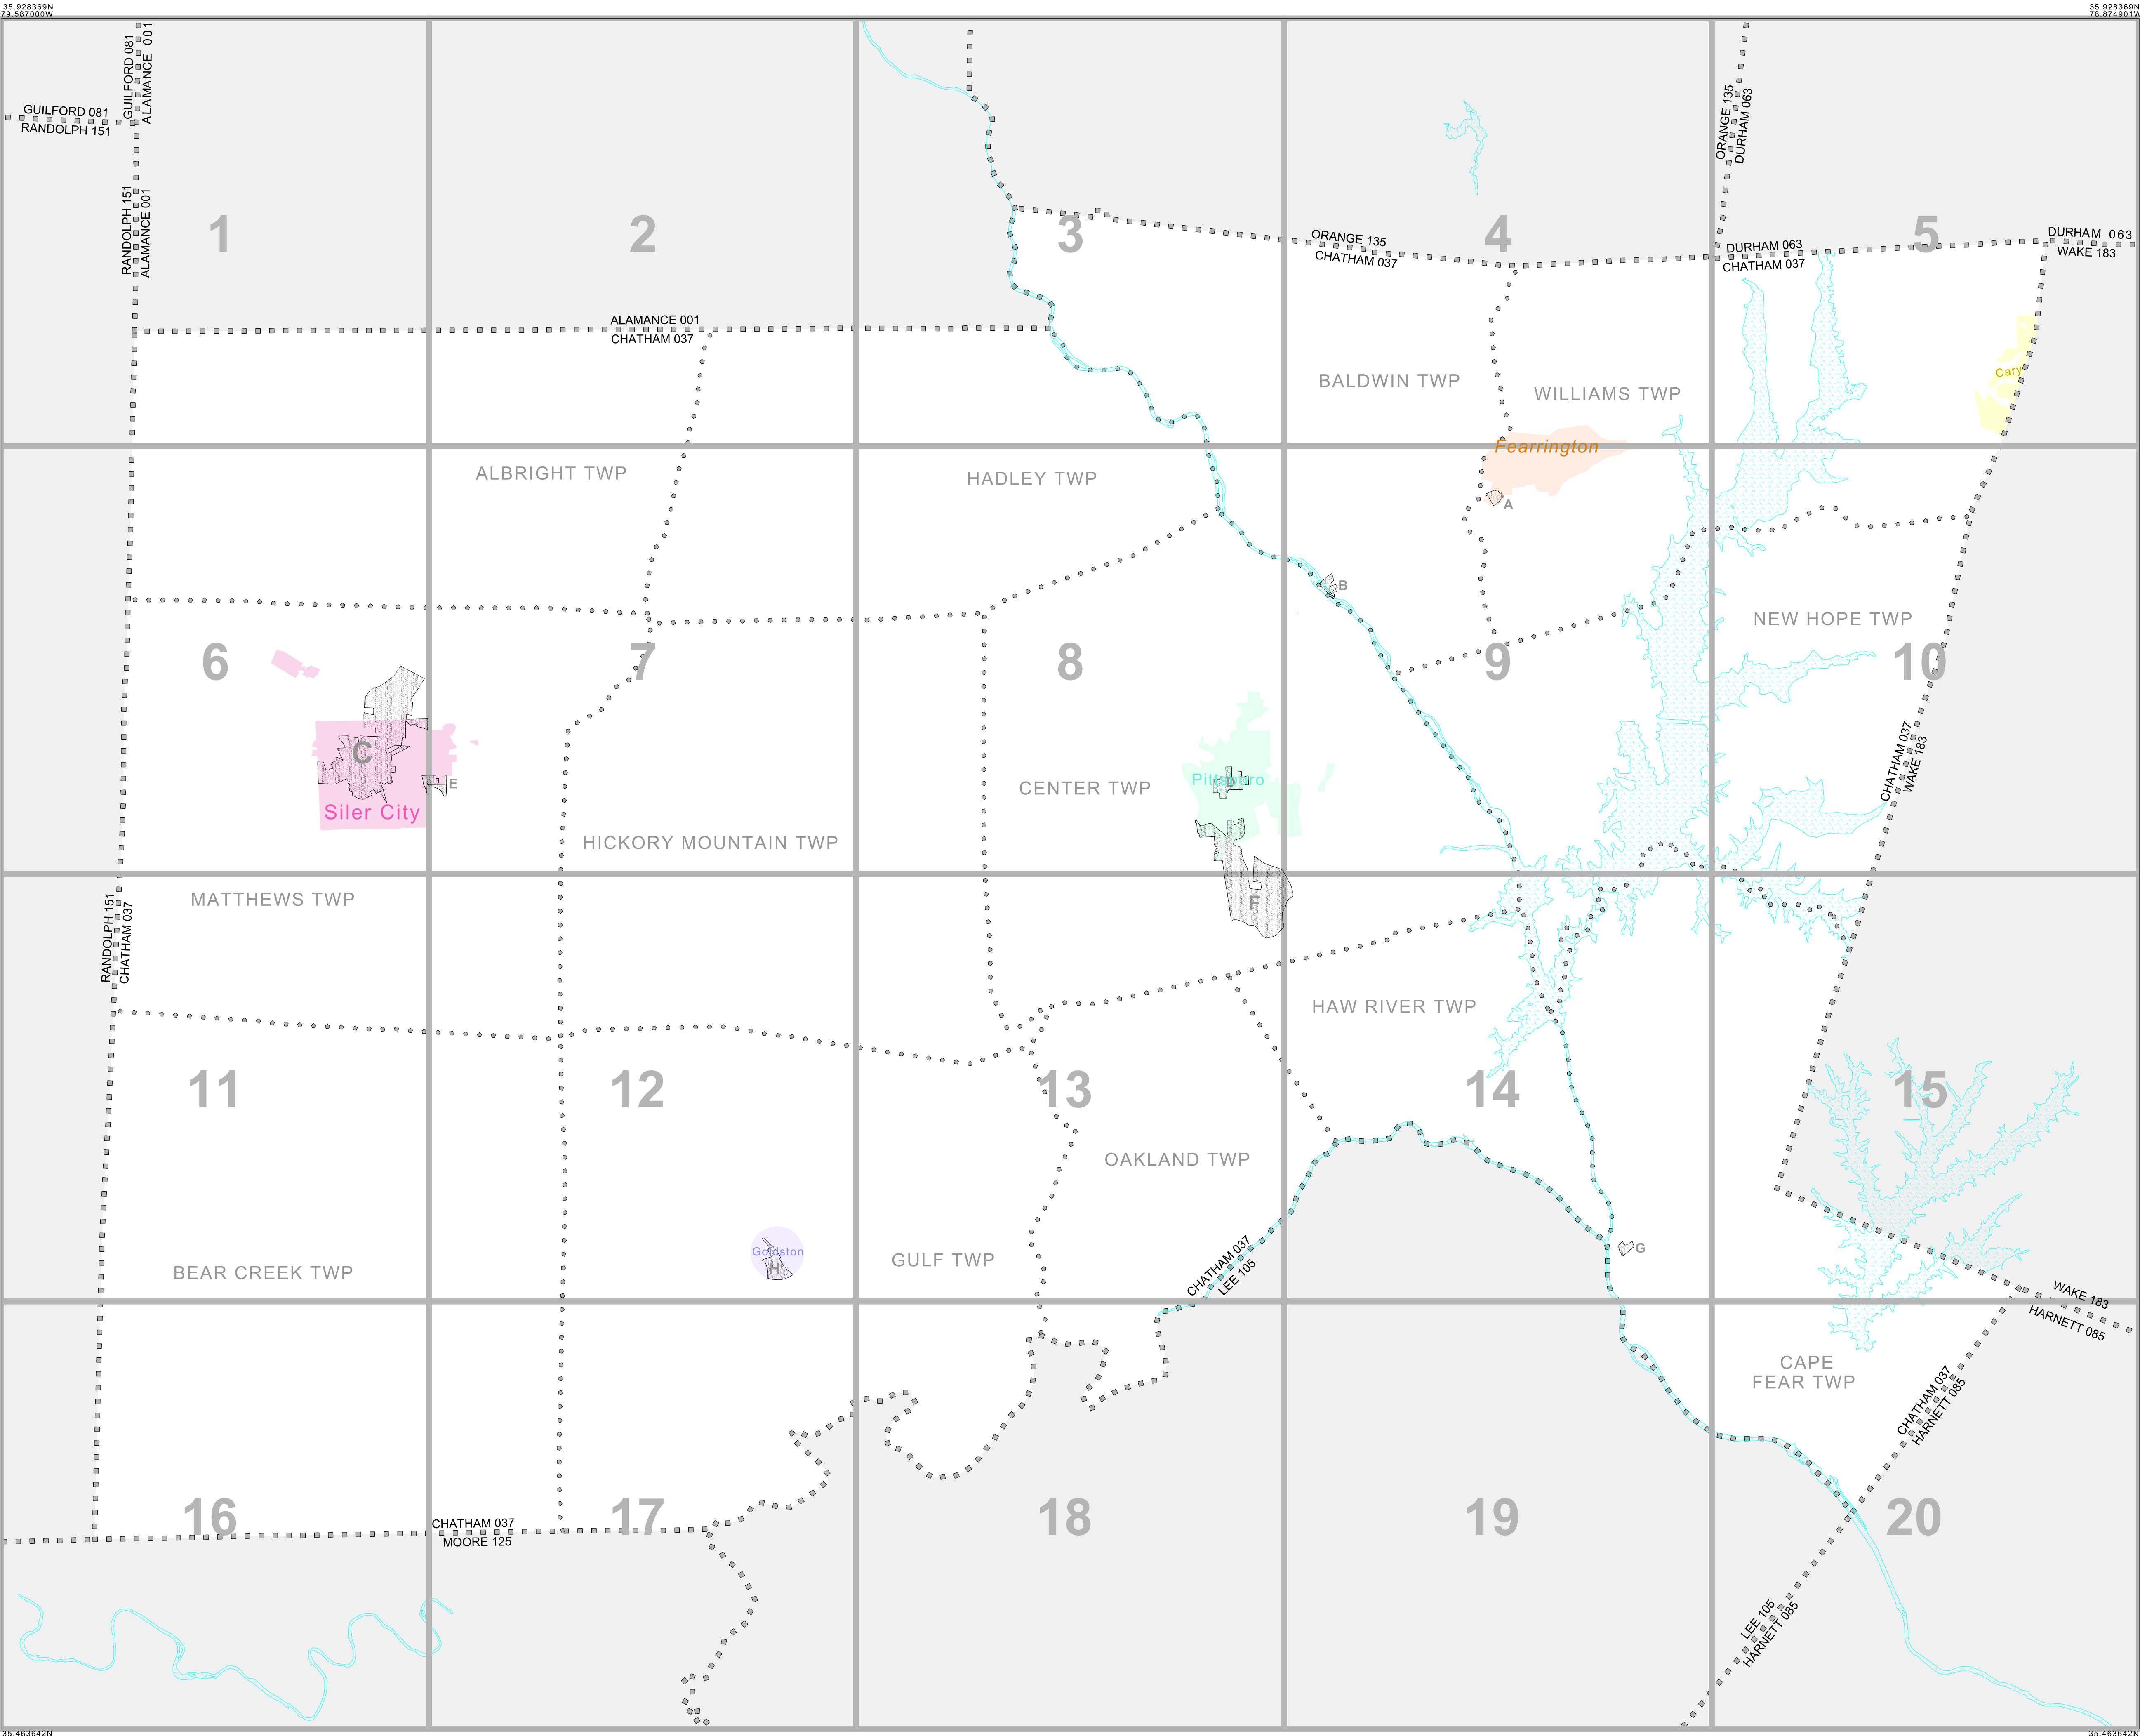 35.928369N
79.587000W
35.928369N
78.874901W
GUILFORD 081
ALAMANCE 001
GUILFORD 081
RANDOLPH 151
ORANGE 135
DURHAM 063
RANDOLPH 151
ALAMANCE 001
1
2
3
4
5
ORANGE 135
CHATHAM 037
DURHAM 063
CHATHAM 037
DURHAM 063
WAKE 183
ALAMANCE 001
CHATHAM 037
BALDWIN TWP
WILLIAMS TWP
Cary
Fearrington
ALBRIGHT TWP
HADLEY TWP
A
B
NEW HOPE TWP
6
7
8
9
10
C
E
Siler City
Pittsboro
D
CENTER TWP
CHATHAM 037
WAKE 183
HICKORY MOUNTAIN TWP
MATTHEWS TWP
RANDOLPH 151
CHATHAM 037
F
HAW RIVER TWP
11
12
13
14
15
OAKLAND TWP
Goldston
H
GULF TWP
BEAR CREEK TWP
CHATHAM 037
LEE 105
G
WAKE 183
HARNETT 085
CAPE
FEAR TWP
CHATHAM 037
HARNETT 085
16
17
18
19
20
CHATHAM 037
MOORE 125
LEE 105
HARNETT 085
35.463642N
35.463642N